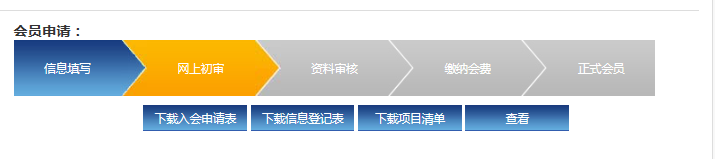 会员申请：
信息填写 网上初审 资料审核 缴纳会费 正式会员
下载入会申请表 下载信息登记表 下载项目清单 查看